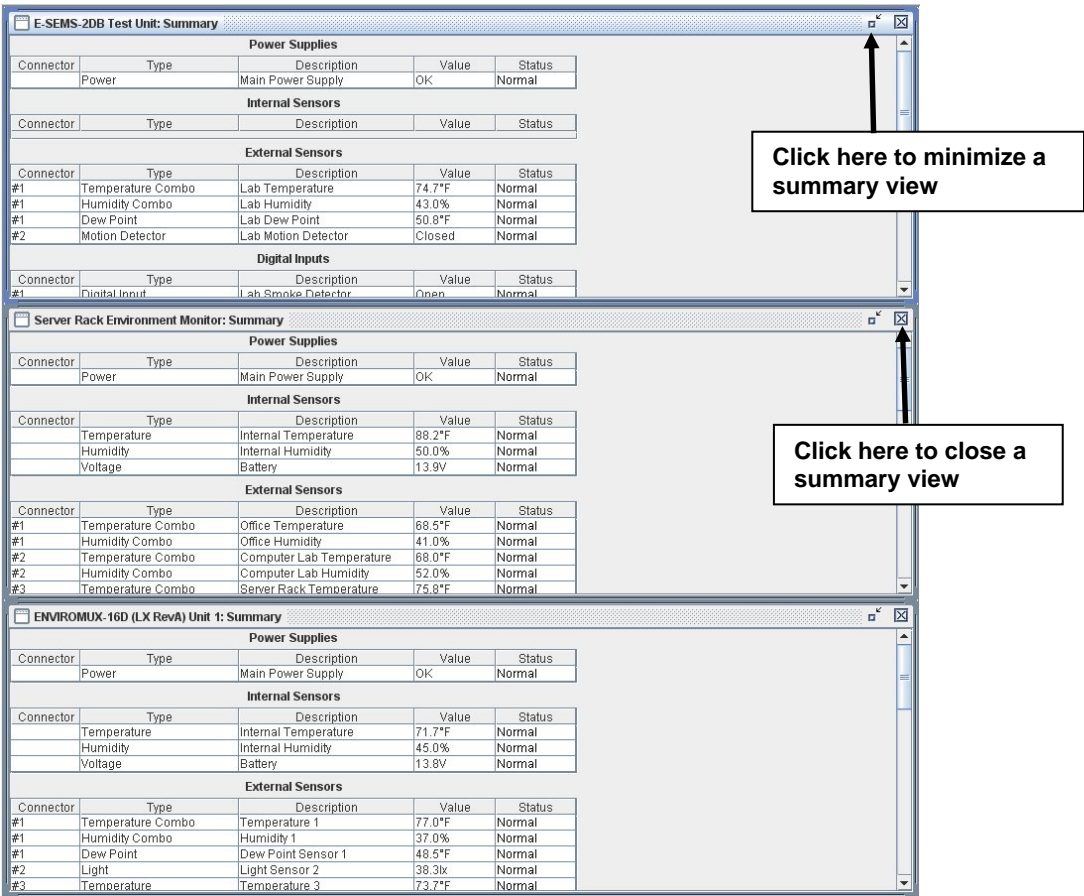 E-SEMS-2DB Test Unit: Summary
Power Supplies
Connector Type Description Value Status
Power Main Power Supply OK Normal
Internal Sensors
Connector Type Description Value Status
External Sensors
Connector Type Description Value Status
#1 Temperature Combo Lab Temperature 74.7°F Normal
#1 Humidity Combo Lab Humidity 43.0% Normal
#1 Dew Point Lab Dew Point 50.8°F Normal
#2 Motion Detector Lab Motion Detector Closed Normal
Digital Inputs
Connector Type Description Value Status
#1 Digital Input Lab Smoke Detector Open Normal
Click here to minimize a
summary view
Server Rack Environment Monitor: Summary
Power Supplies
Connector Type Description Value Status
Power Main Power Supply OK Normal
Internal Sensors
Connector Type Description Value Status
Temperature Internal Temperature 88.2°F Normal
Humidity Internal Humidity 50.0% Normal
Voltage Battery 13.9V Normal
External Sensors
Connector Type Description Value Status
#1 Temperature Combo Office Temperature 68.5°F Normal
#1 Humidity Combo Office Humidity 41.0% Normal
#2 Temperature Combo Computer Lab Temperature 68.0°F Normal
#2 Humidity Combo Computer Lab Humidity 52.0% Normal
#3 Temperature Combo Server Rack Temperature 75.8°F Normal
Click here to close a
summary view
ENVIROMUX-16D (LX RevA) Unit 1: Summary
Power Supplies
Connector Type Description Value Status
Power Main Power Supply OK Normal
Internal Sensors
Connector Type Description Value Status
Temperature Internal Temperature 71.7°F Normal
Humidity Internal Humidity 45.0% Normal
Voltage Battery 13.8V Normal
External Sensors
Connector Type Description Value Status
#1 Temperature Combo Temperature 1 77.0°F Normal
#1 Humidity Combo Humidity 1 37.0% Normal
#1 Dew Point Dew Point Sensor 1 48.5°F Normal
#2 Light Light Sensor 2 38.3lx Normal
#3 Temperature Temperature 3 73.7°F Normal